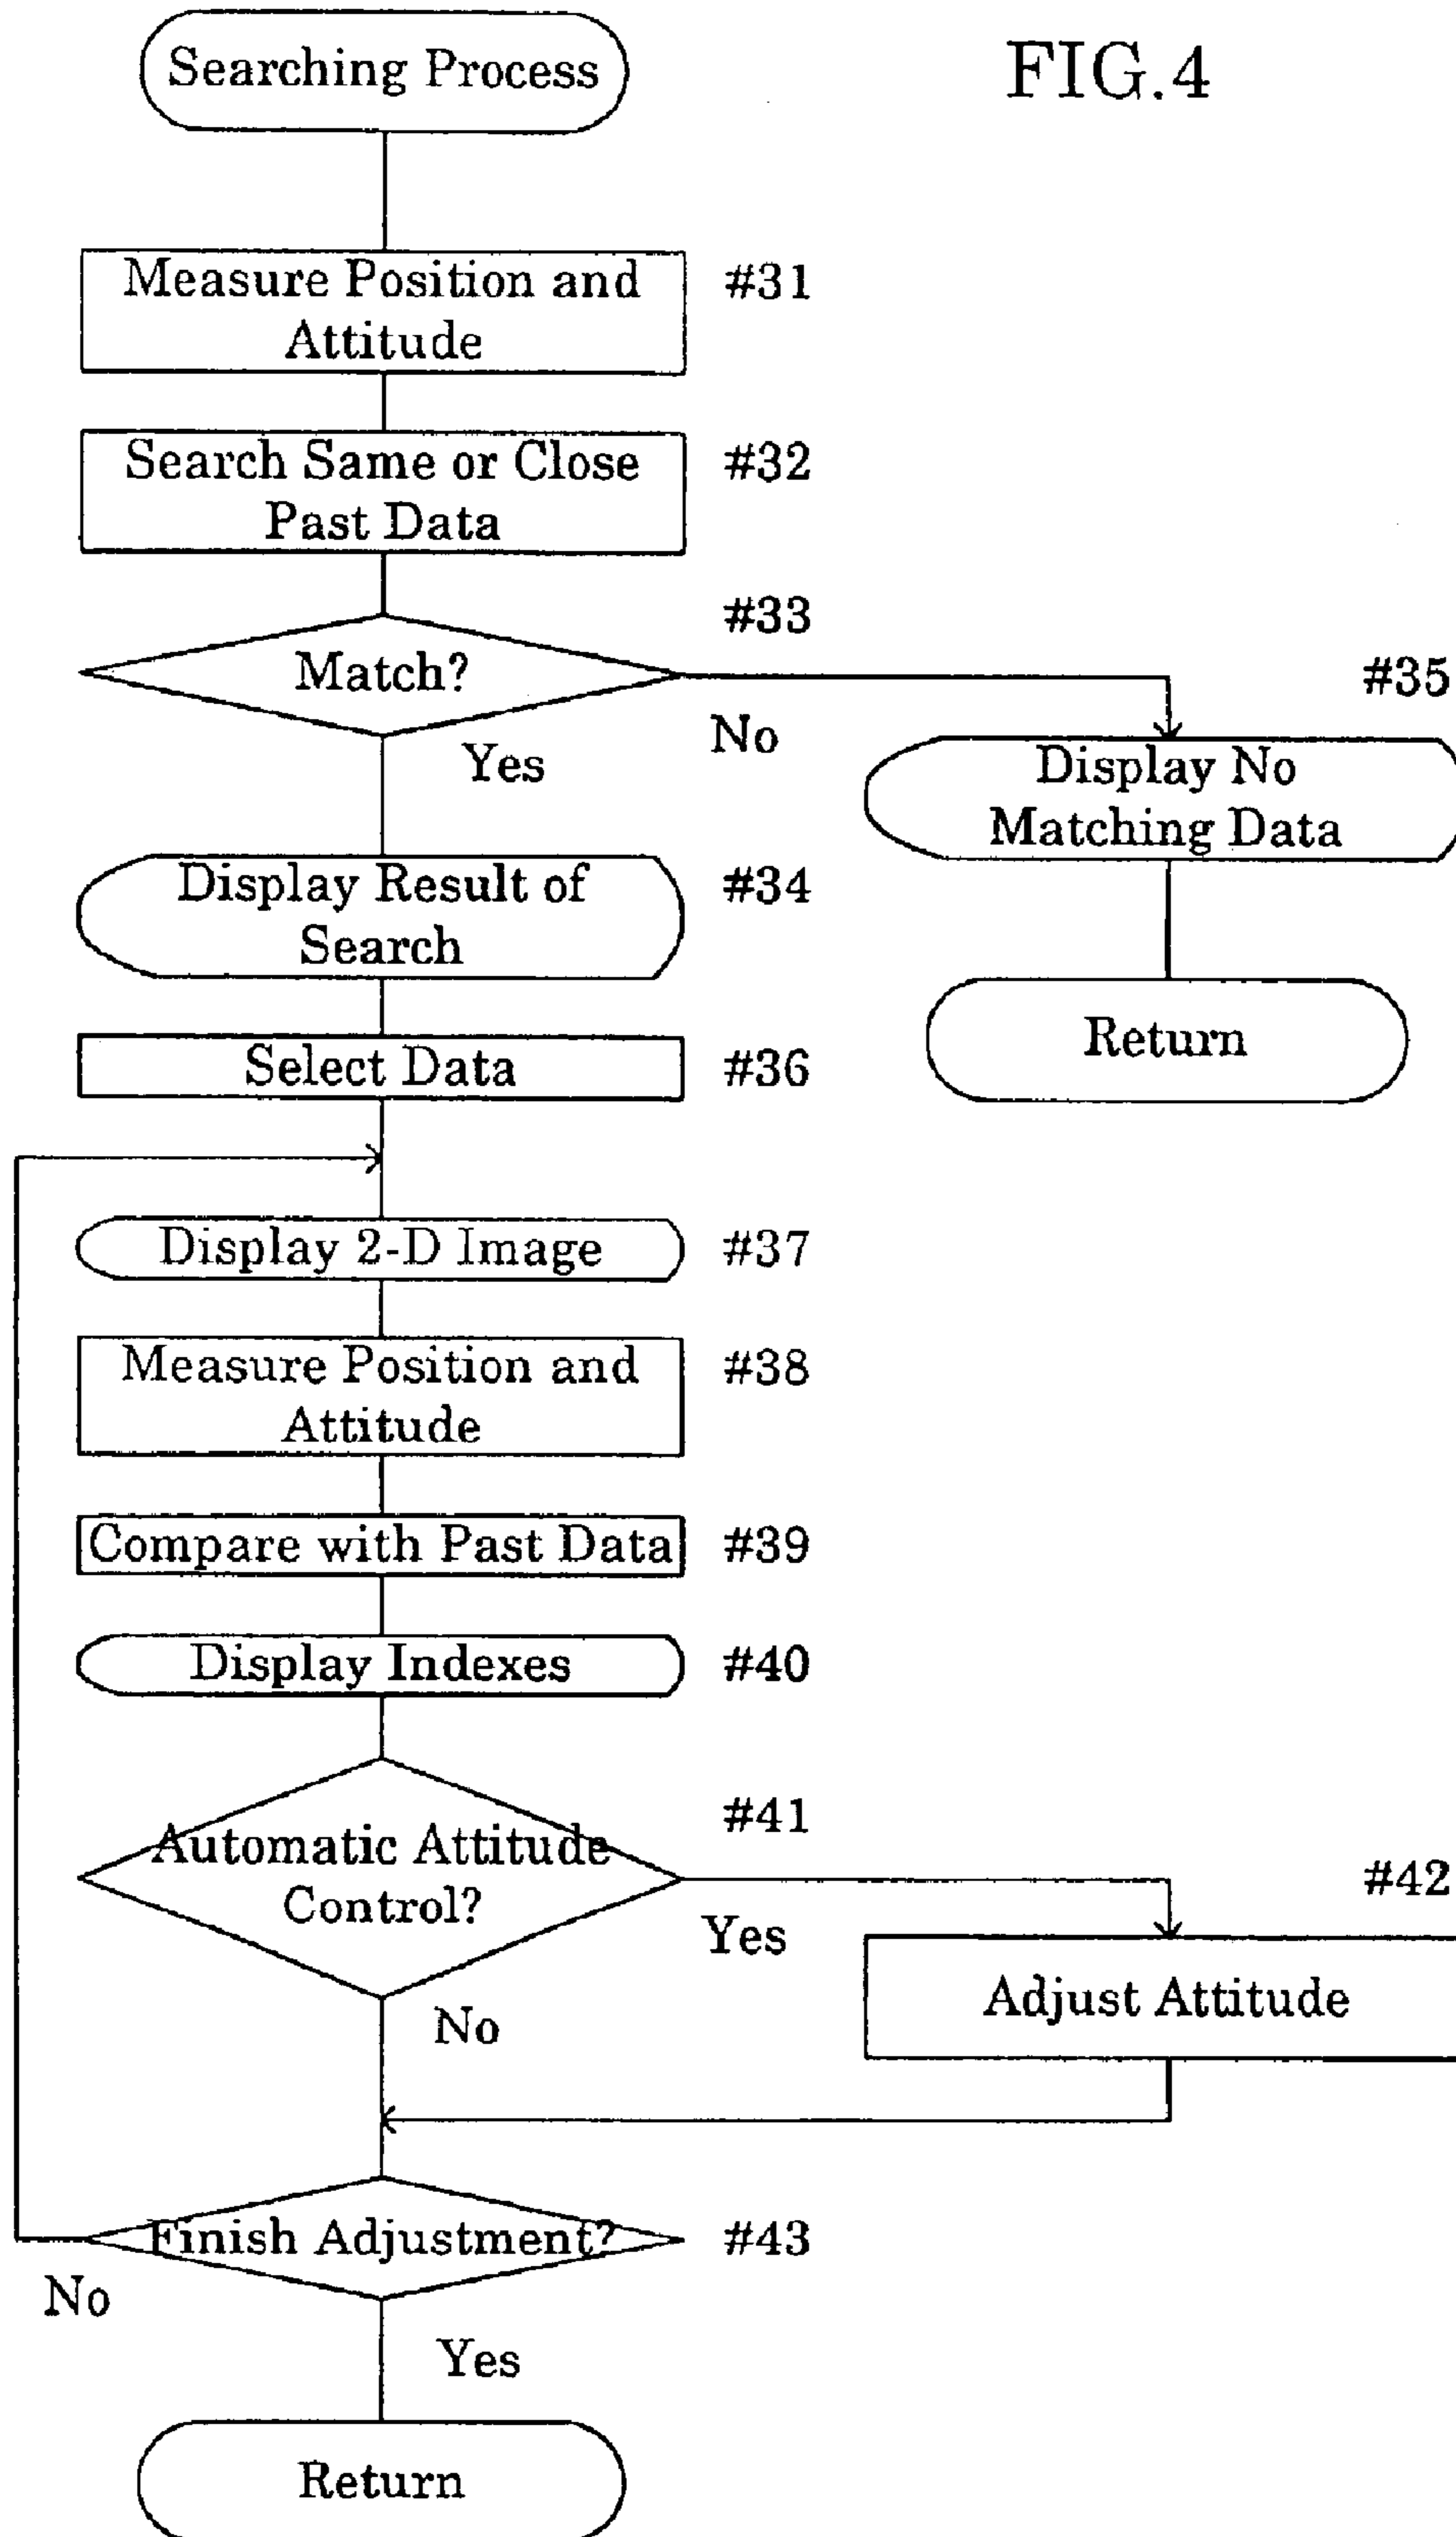 FIG.4
Searching Process
Measure Position and
Attitude
#31
Search Same or Close
Past Data
#32
Match?
#33
No
Yes
#35
Display No
Matching Data
Return
Display Result of
Search
#34
Select Data
#36
Display 2-D Image
#37
Measure Position and
Attitude
#38
Compare with Past Data
#39
Display Indexes
#40
Automatic Attitude
Control?
#41
Yes
No
#42
Adjust Attitude
Finish Adjustment?
#43
No
Yes
Return